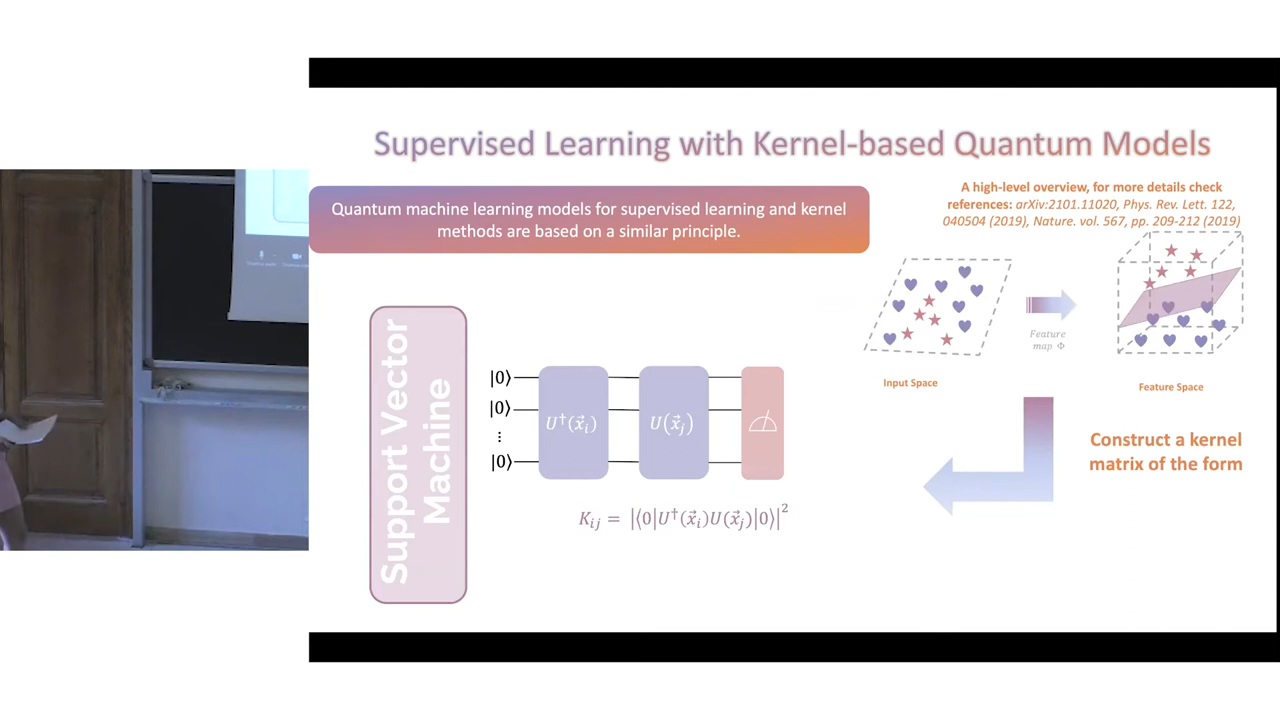 Supervised Learning with Kernel-based Quantum Models
Quantum machine learning models for supervised learning and kernel
methods are based on a similar principle.
A high-level overview, for more details check
references: arXiv:2101.11020, Phys. Rev. Lett. 122,
040504 (2019), Nature. vol. 567, pp. 209-212 (2019)
Feature
map Φ
Input Space
Feature Space
Support Vector
Machine
|0⟩
|0⟩
⋮
|0⟩
U†(x⃗ᵢ)
U(x⃗ⱼ)
Construct a kernel
matrix of the form
Kᵢⱼ = |⟨0|U†(x⃗ᵢ)U(x⃗ⱼ)|0⟩|²